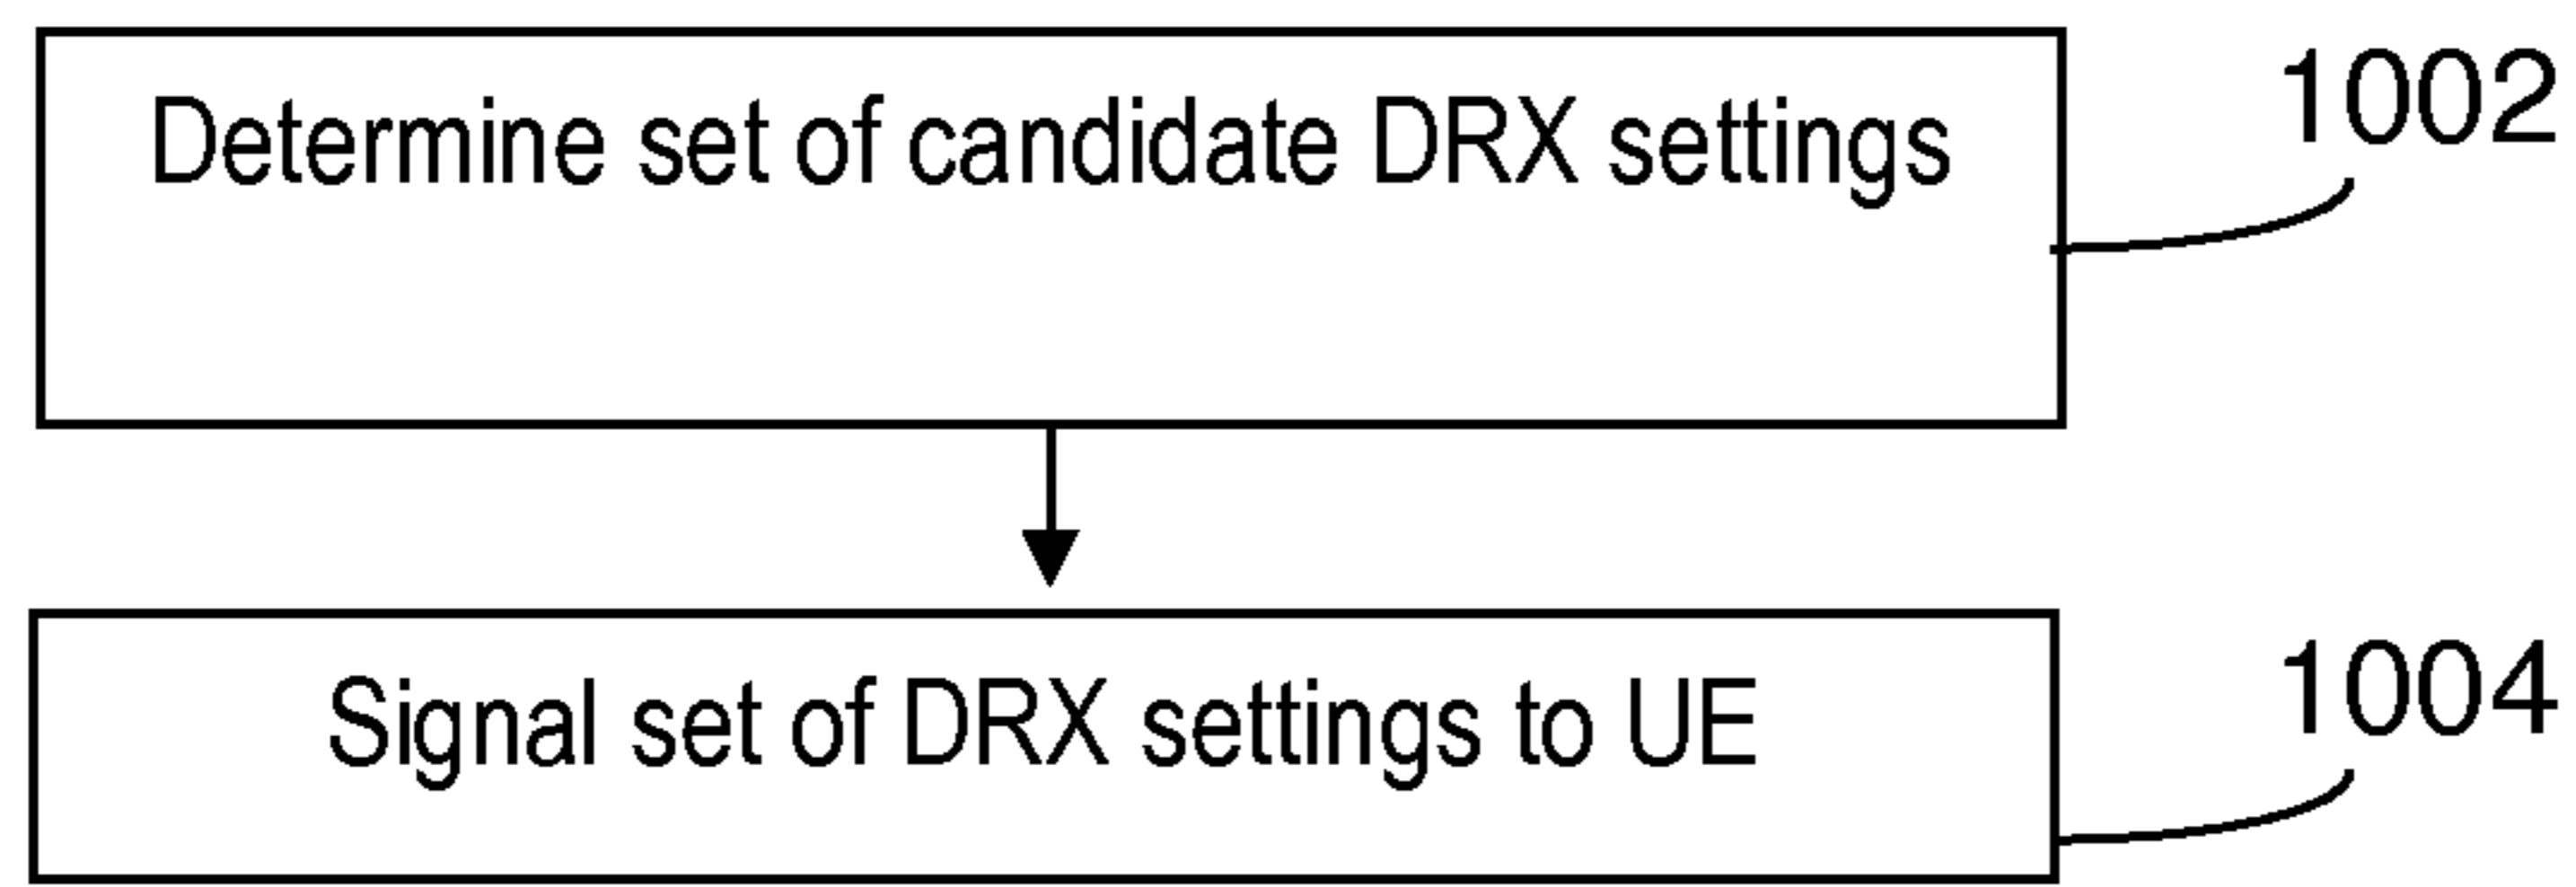 Determine set of candidate DRX settings
1002
Signal set of DRX settings to UE
1004